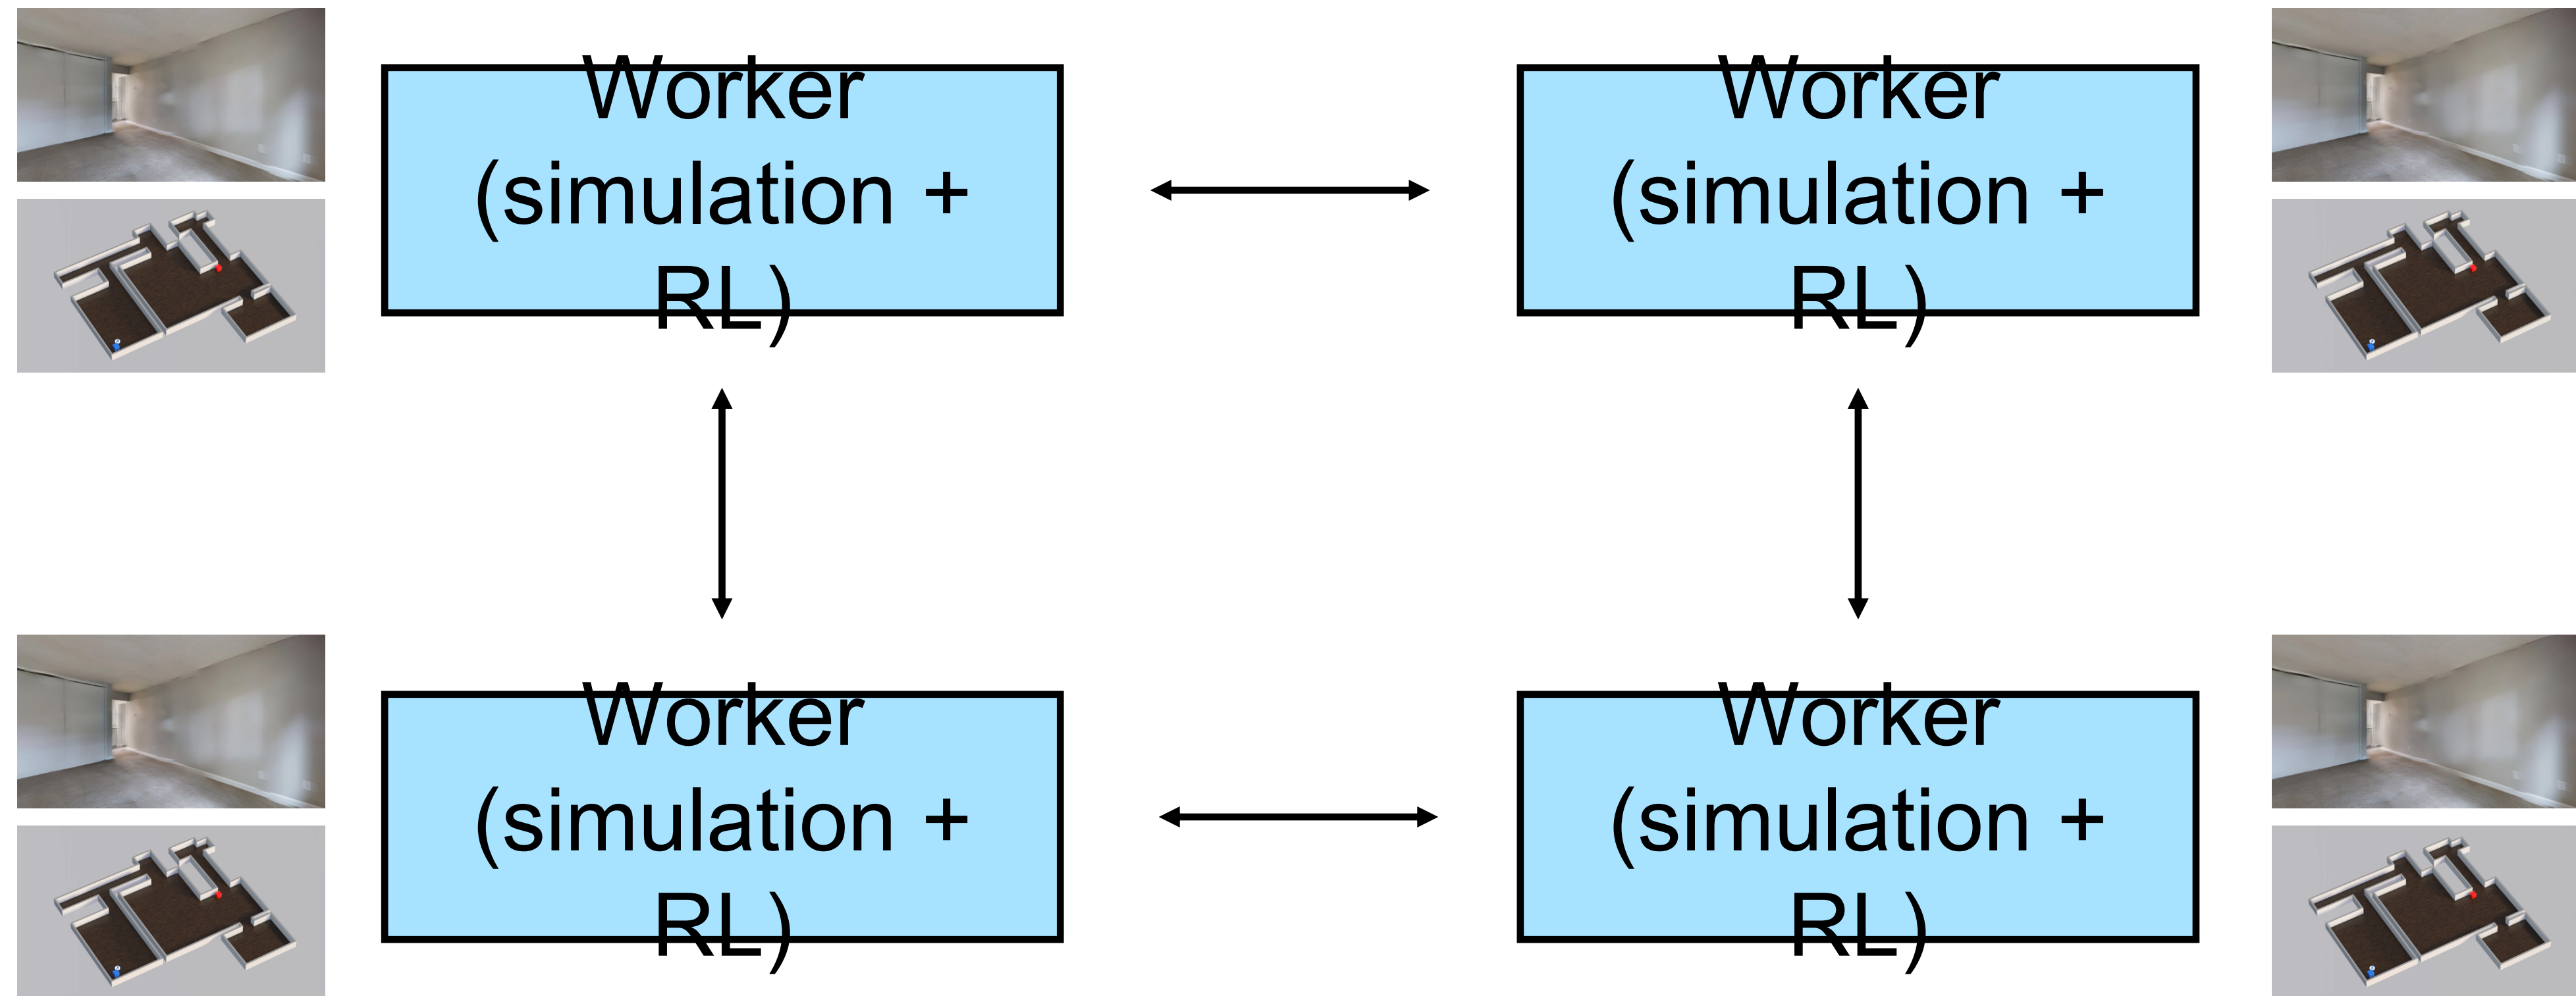 Worker
(simulation +
RL)
Worker
(simulation +
RL)
Worker
(simulation +
RL)
Worker
(simulation +
RL)